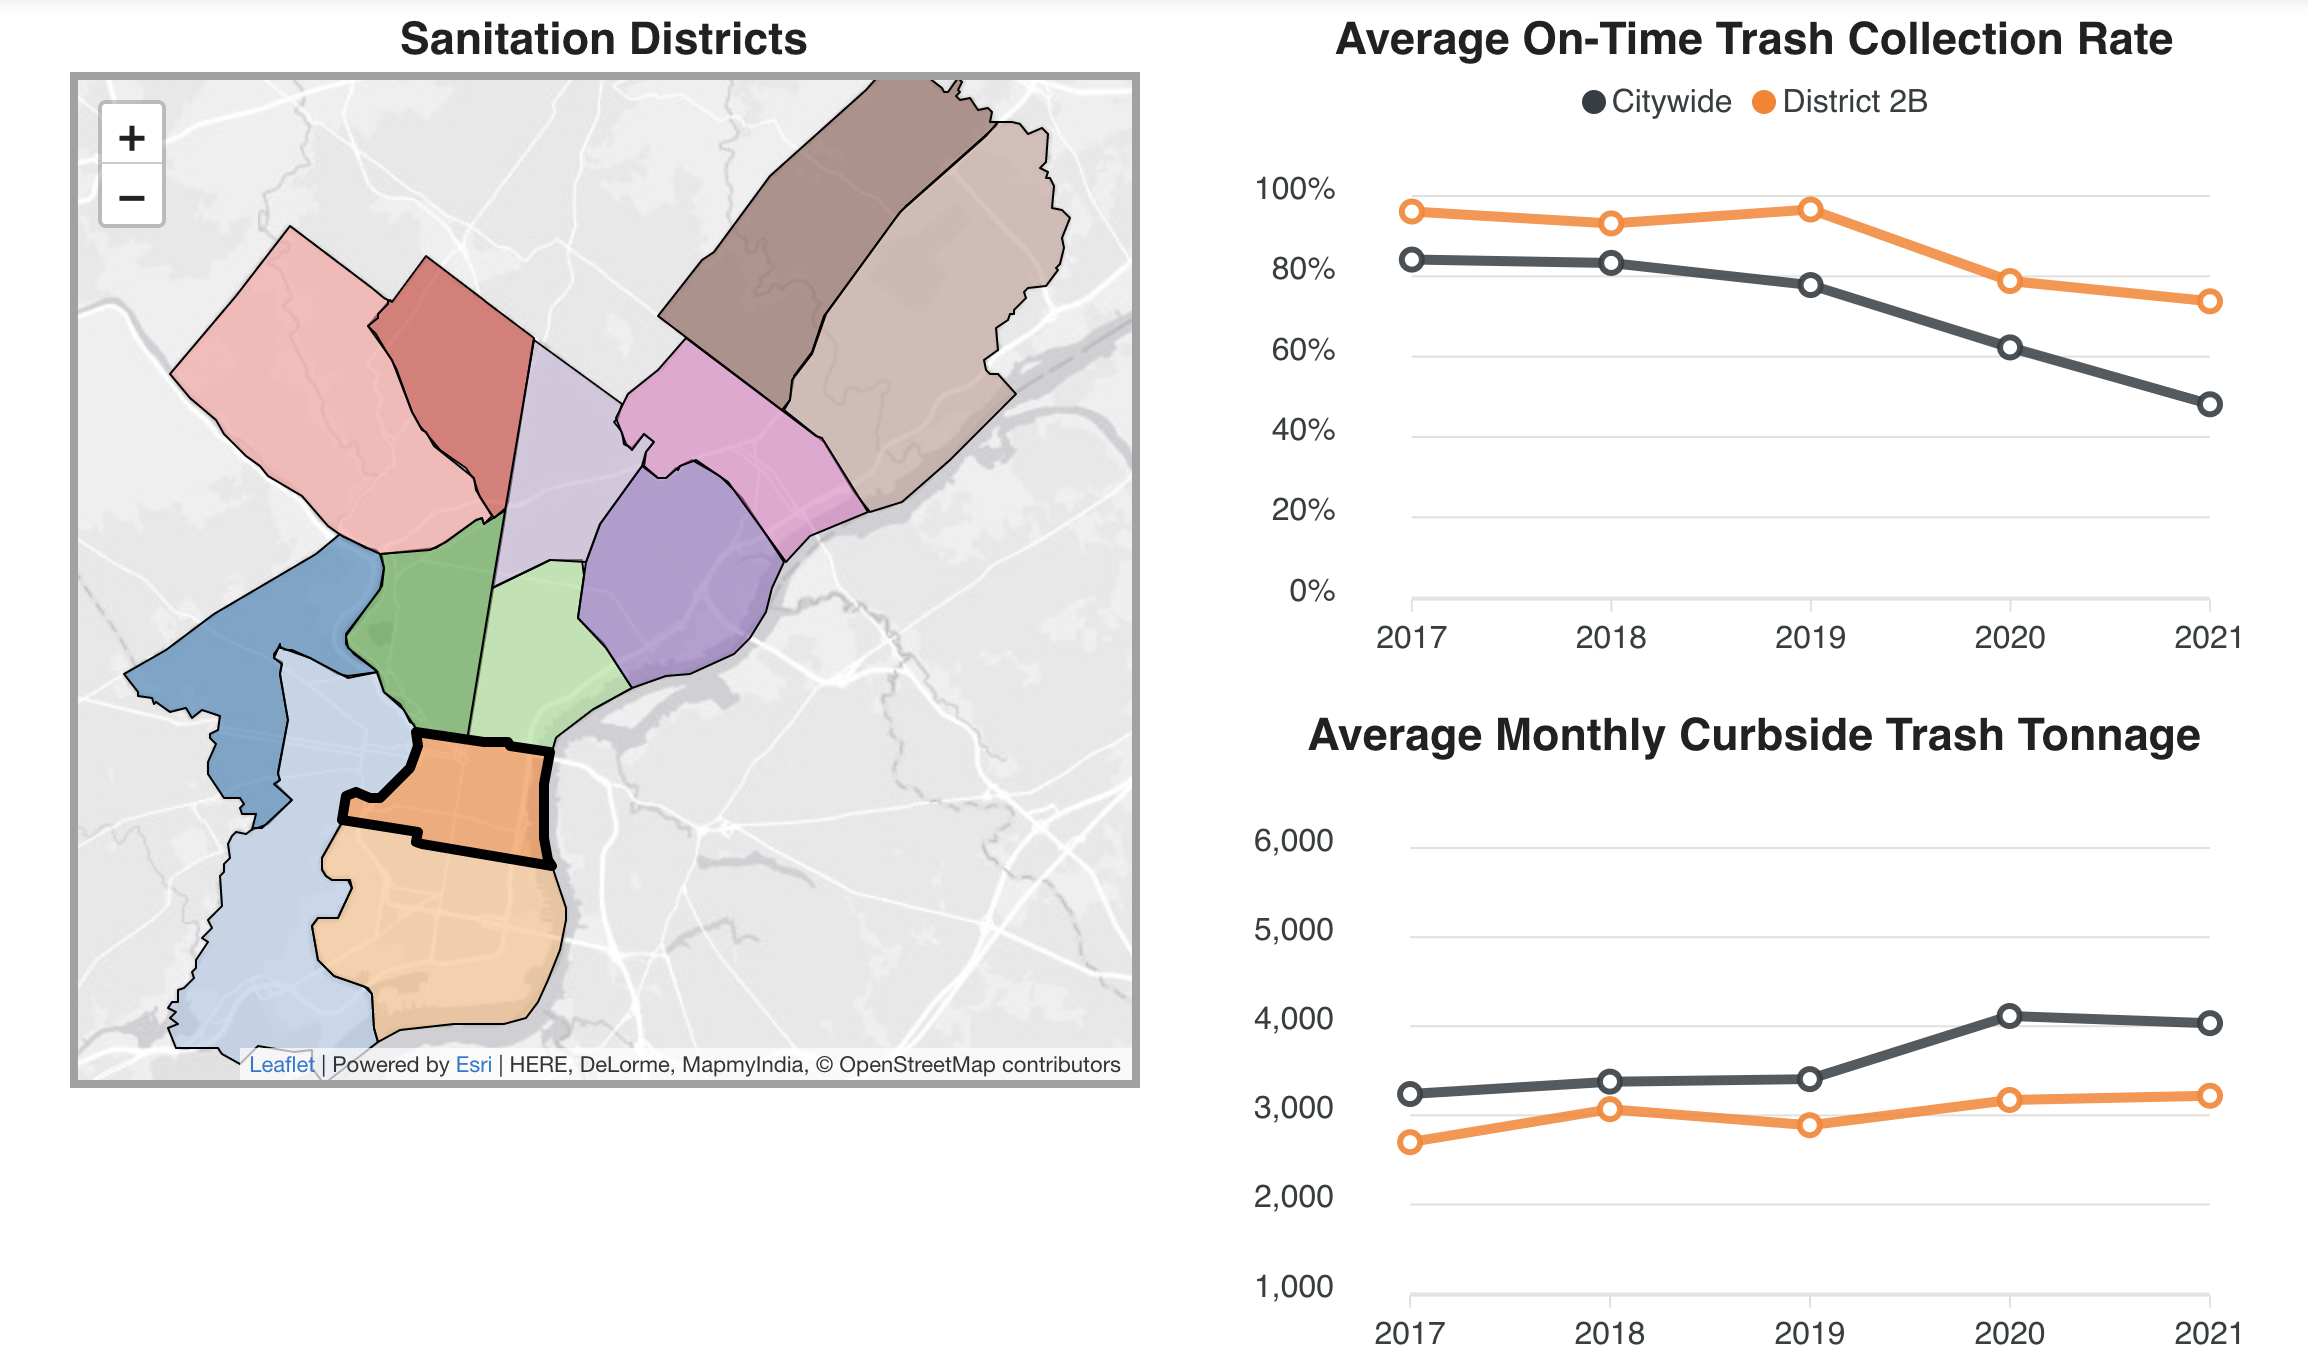 Sanitation Districts
+
−
Leaflet | Powered by Esri | HERE, DeLorme, MapmyIndia, © OpenStreetMap contributors
Average On-Time Trash Collection Rate
Citywide District 2B
100%
80%
60%
40%
20%
0%
2017 2018 2019 2020 2021
Average Monthly Curbside Trash Tonnage
6,000
5,000
4,000
3,000
2,000
1,000
2017 2018 2019 2020 2021